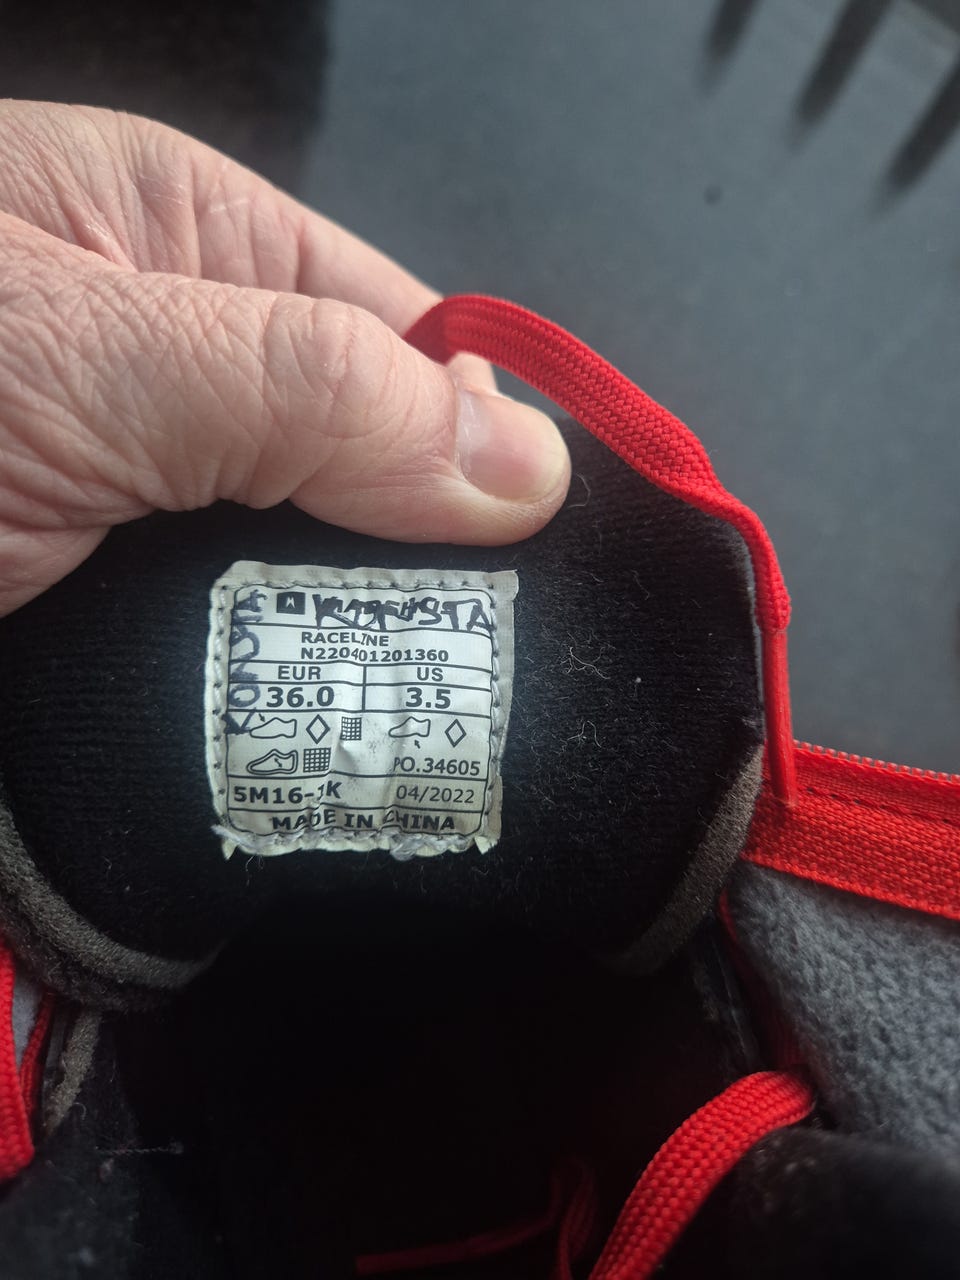 RACELINE
N220401201360
EUR US
36.0 3.5
PO.34605
04/2022
MADE IN CHINA